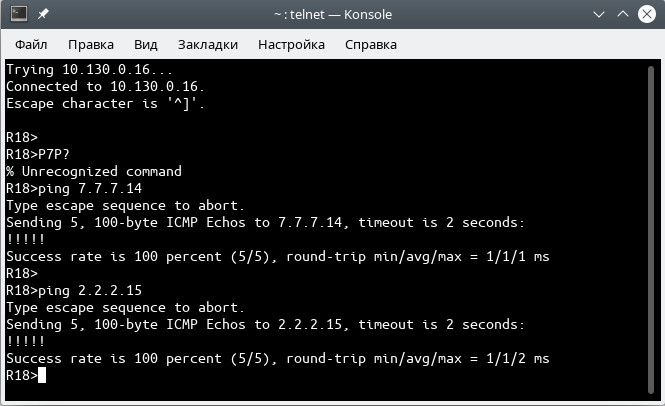 ~ : telnet — Konsole
Файл Правка Вид Закладки Настройка Справка
Trying 10.130.0.16...
Connected to 10.130.0.16.
Escape character is '^]'.
R18>
R18>P7P?
% Unrecognized command
R18>ping 7.7.7.14
Type escape sequence to abort.
Sending 5, 100-byte ICMP Echos to 7.7.7.14, timeout is 2 seconds:
!!!!!
Success rate is 100 percent (5/5), round-trip min/avg/max = 1/1/1 ms
R18>
R18>ping 2.2.2.15
Type escape sequence to abort.
Sending 5, 100-byte ICMP Echos to 2.2.2.15, timeout is 2 seconds:
!!!!!
Success rate is 100 percent (5/5), round-trip min/avg/max = 1/1/2 ms
R18>